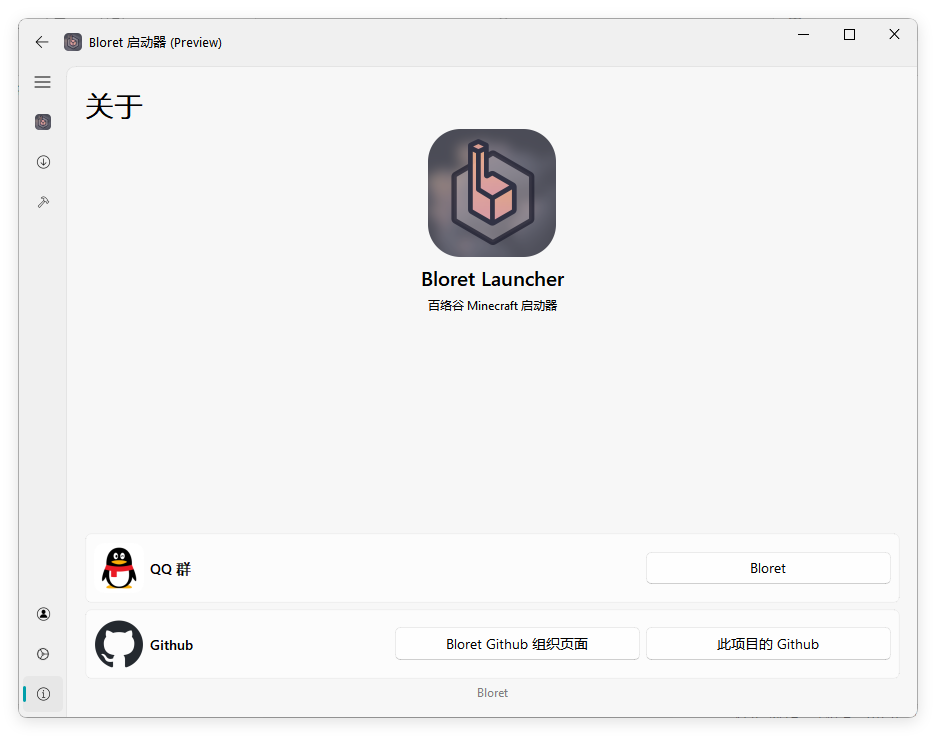 Bloret 启动器 (Preview)
关于
Bloret Launcher
百络谷 Minecraft 启动器
QQ 群
Bloret
Github
Bloret Github 组织页面
此项目的 Github
Bloret